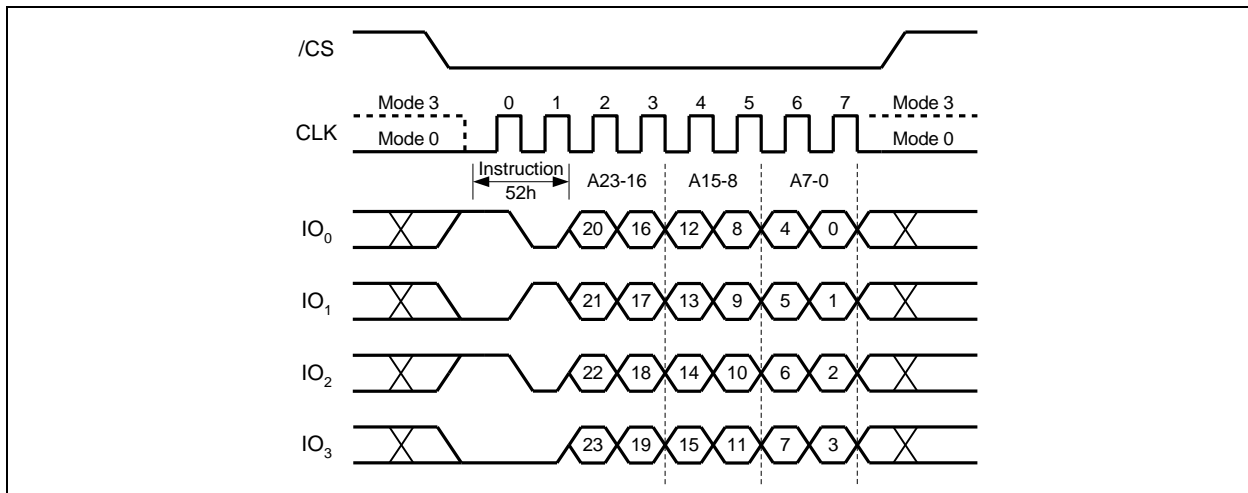 /CS
Mode 3 0 1 2 3 4 5 6 7 Mode 3
CLK
Mode 0 Mode 0
Instruction
52h
A23-16 A15-8 A7-0
IO0 20 16 12 8 4 0
IO1 21 17 13 9 5 1
IO2 22 18 14 10 6 2
IO3 23 19 15 11 7 3